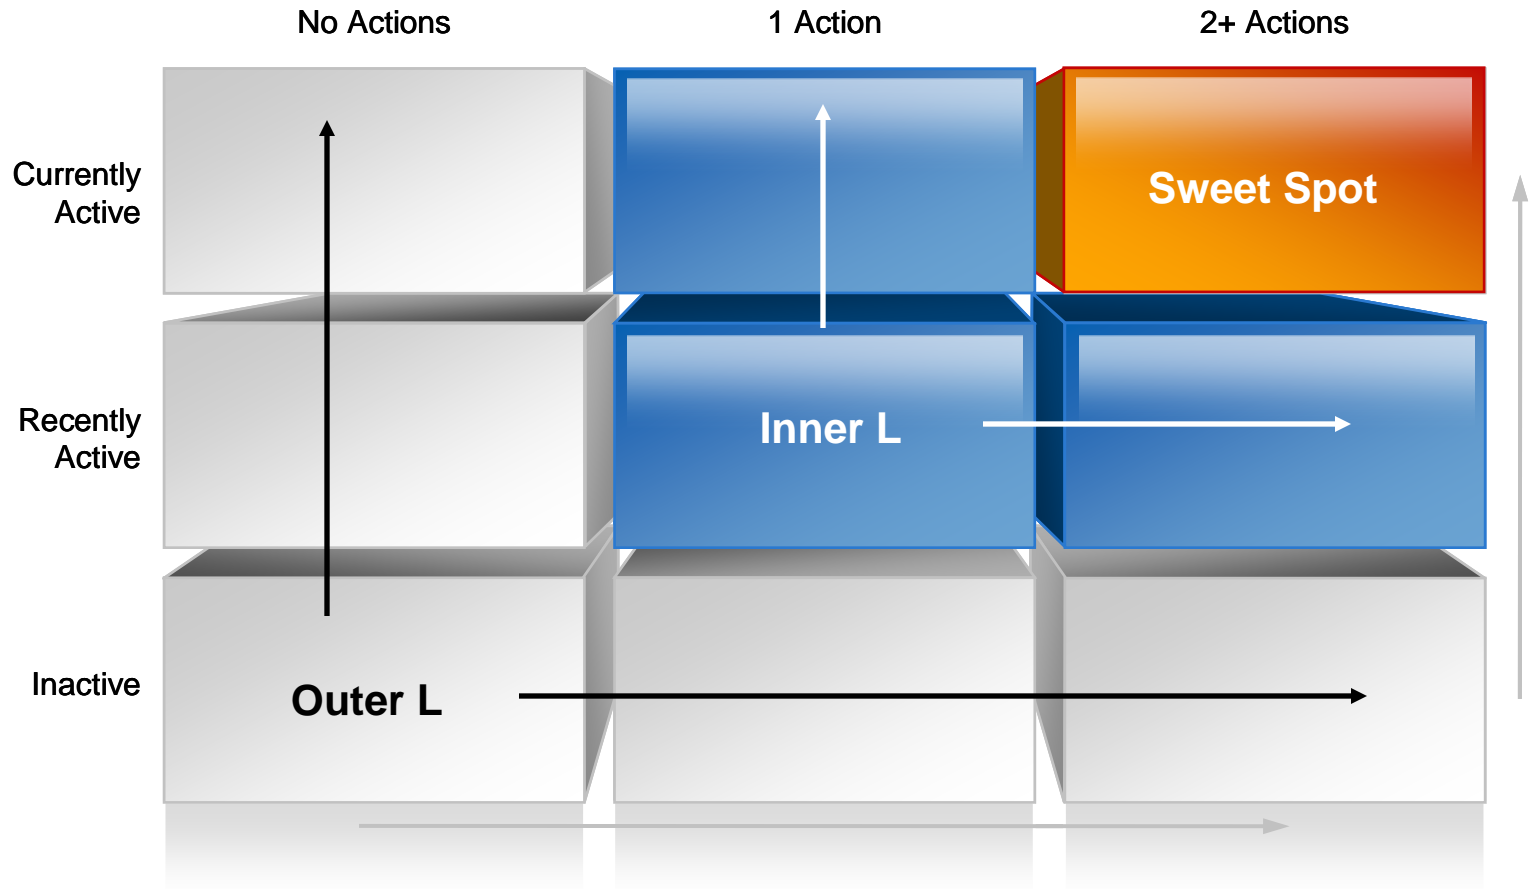 No Actions
1 Action
2+ Actions
Currently
Active
Sweet Spot
Recently
Active
Inner L
Inactive
Outer L